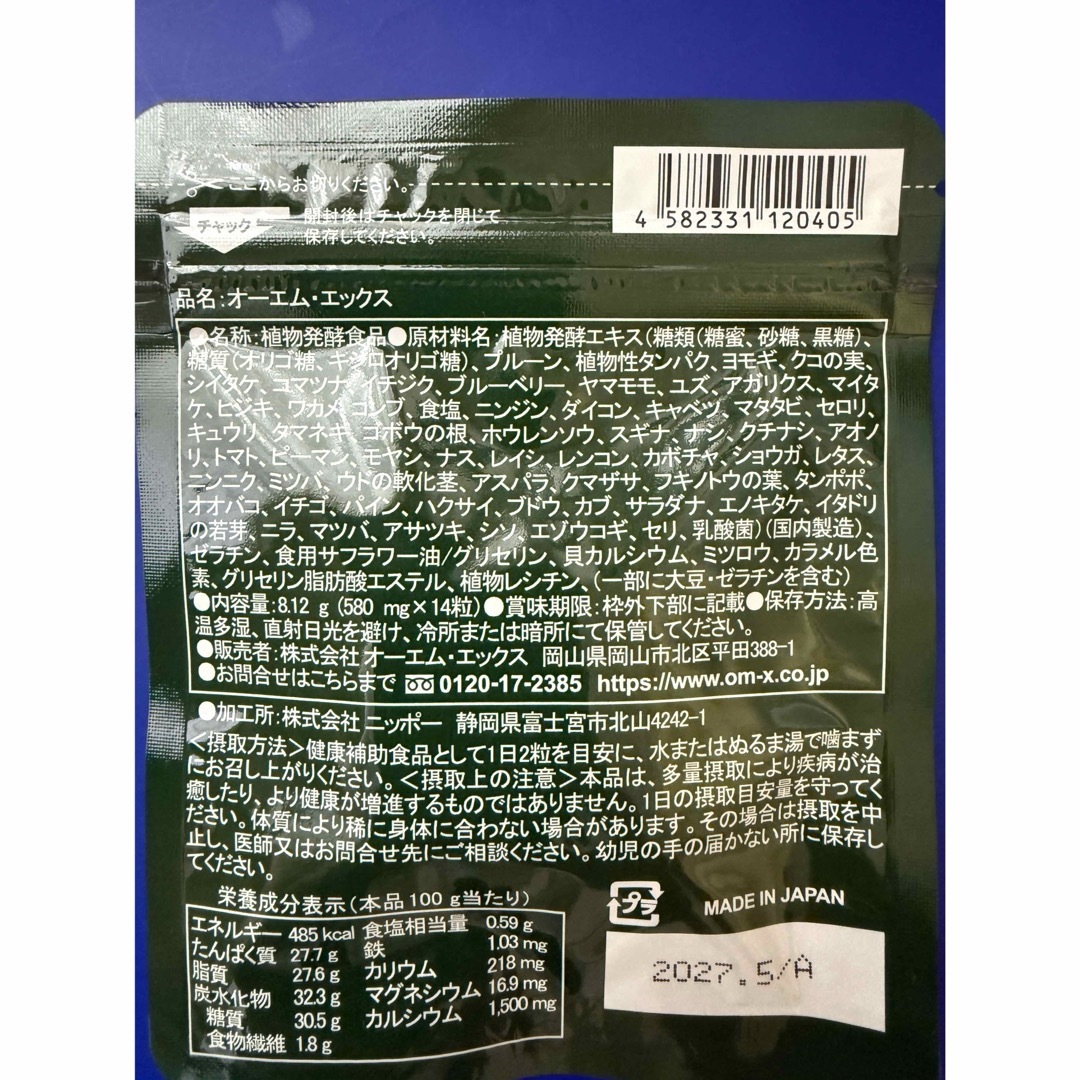 ここからお切りください。
チャック
開封後はチャックを閉じて
保存してください。
4 582331 120405
品名：オーエム・エックス
●名称：植物発酵食品●原材料名：植物発酵エキス（糖類（糖蜜、砂糖、黒糖）、
糖質（オリゴ糖、キシロオリゴ糖）、プルーン、植物性タンパク、ヨモギ、クコの実、
シイタケ、コマツナ、イチジク、ブルーベリー、ヤマモモ、ユズ、アガリクス、マイタ
ケ、ヒジキ、ワカメ、コンブ、食塩、ニンジン、ダイコン、キャベツ、マタタビ、セロリ、
キュウリ、タマネギ、ゴボウの根、ホウレンソウ、スギナ、ナシ、クチナシ、アオノ
リ、トマト、ピーマン、モヤシ、ナス、レイシ、レンコン、カボチャ、ショウガ、レタス、
ニンニク、ミツバ、ウドの軟化茎、アスパラ、クマザサ、フキノトウの葉、タンポポ、
オオバコ、イチゴ、パイン、ハクサイ、ブドウ、カブ、サラダナ、エノキタケ、イタドリ
の若芽、ニラ、マツバ、アサツキ、シソ、エゾウコギ、セリ、乳酸菌）（国内製造）、
ゼラチン、食用サフラワー油/グリセリン、貝カルシウム、ミツロウ、カラメル色
素、グリセリン脂肪酸エステル、植物レシチン、（一部に大豆・ゼラチンを含む）
●内容量：8.12 g（580 mg×14粒）●賞味期限：枠外下部に記載●保存方法：高
温多湿、直射日光を避け、冷所または暗所にて保管してください。
●販売者：株式会社 オーエム・エックス 岡山県岡山市北区平田388-1
●お問合せはこちらまで 0120-17-2385 https://www.om-x.co.jp
●加工所：株式会社 ニッポー 静岡県富士宮市北山4242-1
＜摂取方法＞健康補助食品として1日2粒を目安に、水またはぬるま湯で噛まず
にお召し上がりください。＜摂取上の注意＞本品は、多量摂取により疾病が治
癒したり、より健康が増進するものではありません。1日の摂取目安量を守ってく
ださい。体質により稀に身体に合わない場合があります。その場合は摂取を中
止し、医師又はお問合せ先にご相談ください。幼児の手の届かない所に保存し
てください。
栄養成分表示（本品100 g当たり）
エネルギー 485 kcal 食塩相当量 0.59 g
たんぱく質 27.7 g 鉄 1.03 mg
脂質 27.6 g カリウム 218 mg
炭水化物 32.3 g マグネシウム 16.9 mg
糖質 30.5 g カルシウム 1,500 mg
食物繊維 1.8 g
プラ
MADE IN JAPAN
2027.5/A